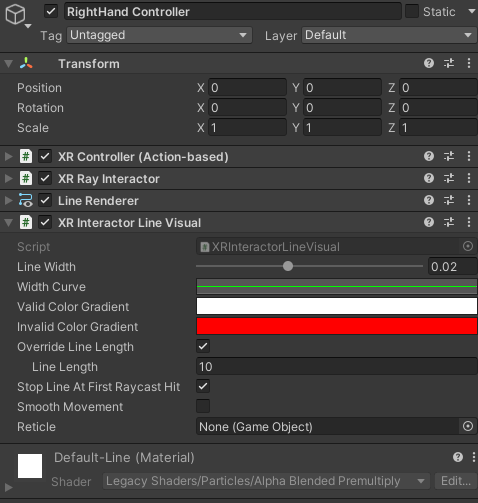 RightHand Controller Static
Tag Untagged Layer Default
Transform
Position X 0 Y 0 Z 0
Rotation X 0 Y 0 Z 0
Scale X 1 Y 1 Z 1
XR Controller (Action-based)
XR Ray Interactor
Line Renderer
XR Interactor Line Visual
Script # XRInteractorLineVisual
Line Width 0.02
Width Curve
Valid Color Gradient
Invalid Color Gradient
Override Line Length
Line Length 10
Stop Line At First Raycast Hit
Smooth Movement
Reticle None (Game Object)
Default-Line (Material)
Shader Legacy Shaders/Particles/Alpha Blended Premultiply Edit...